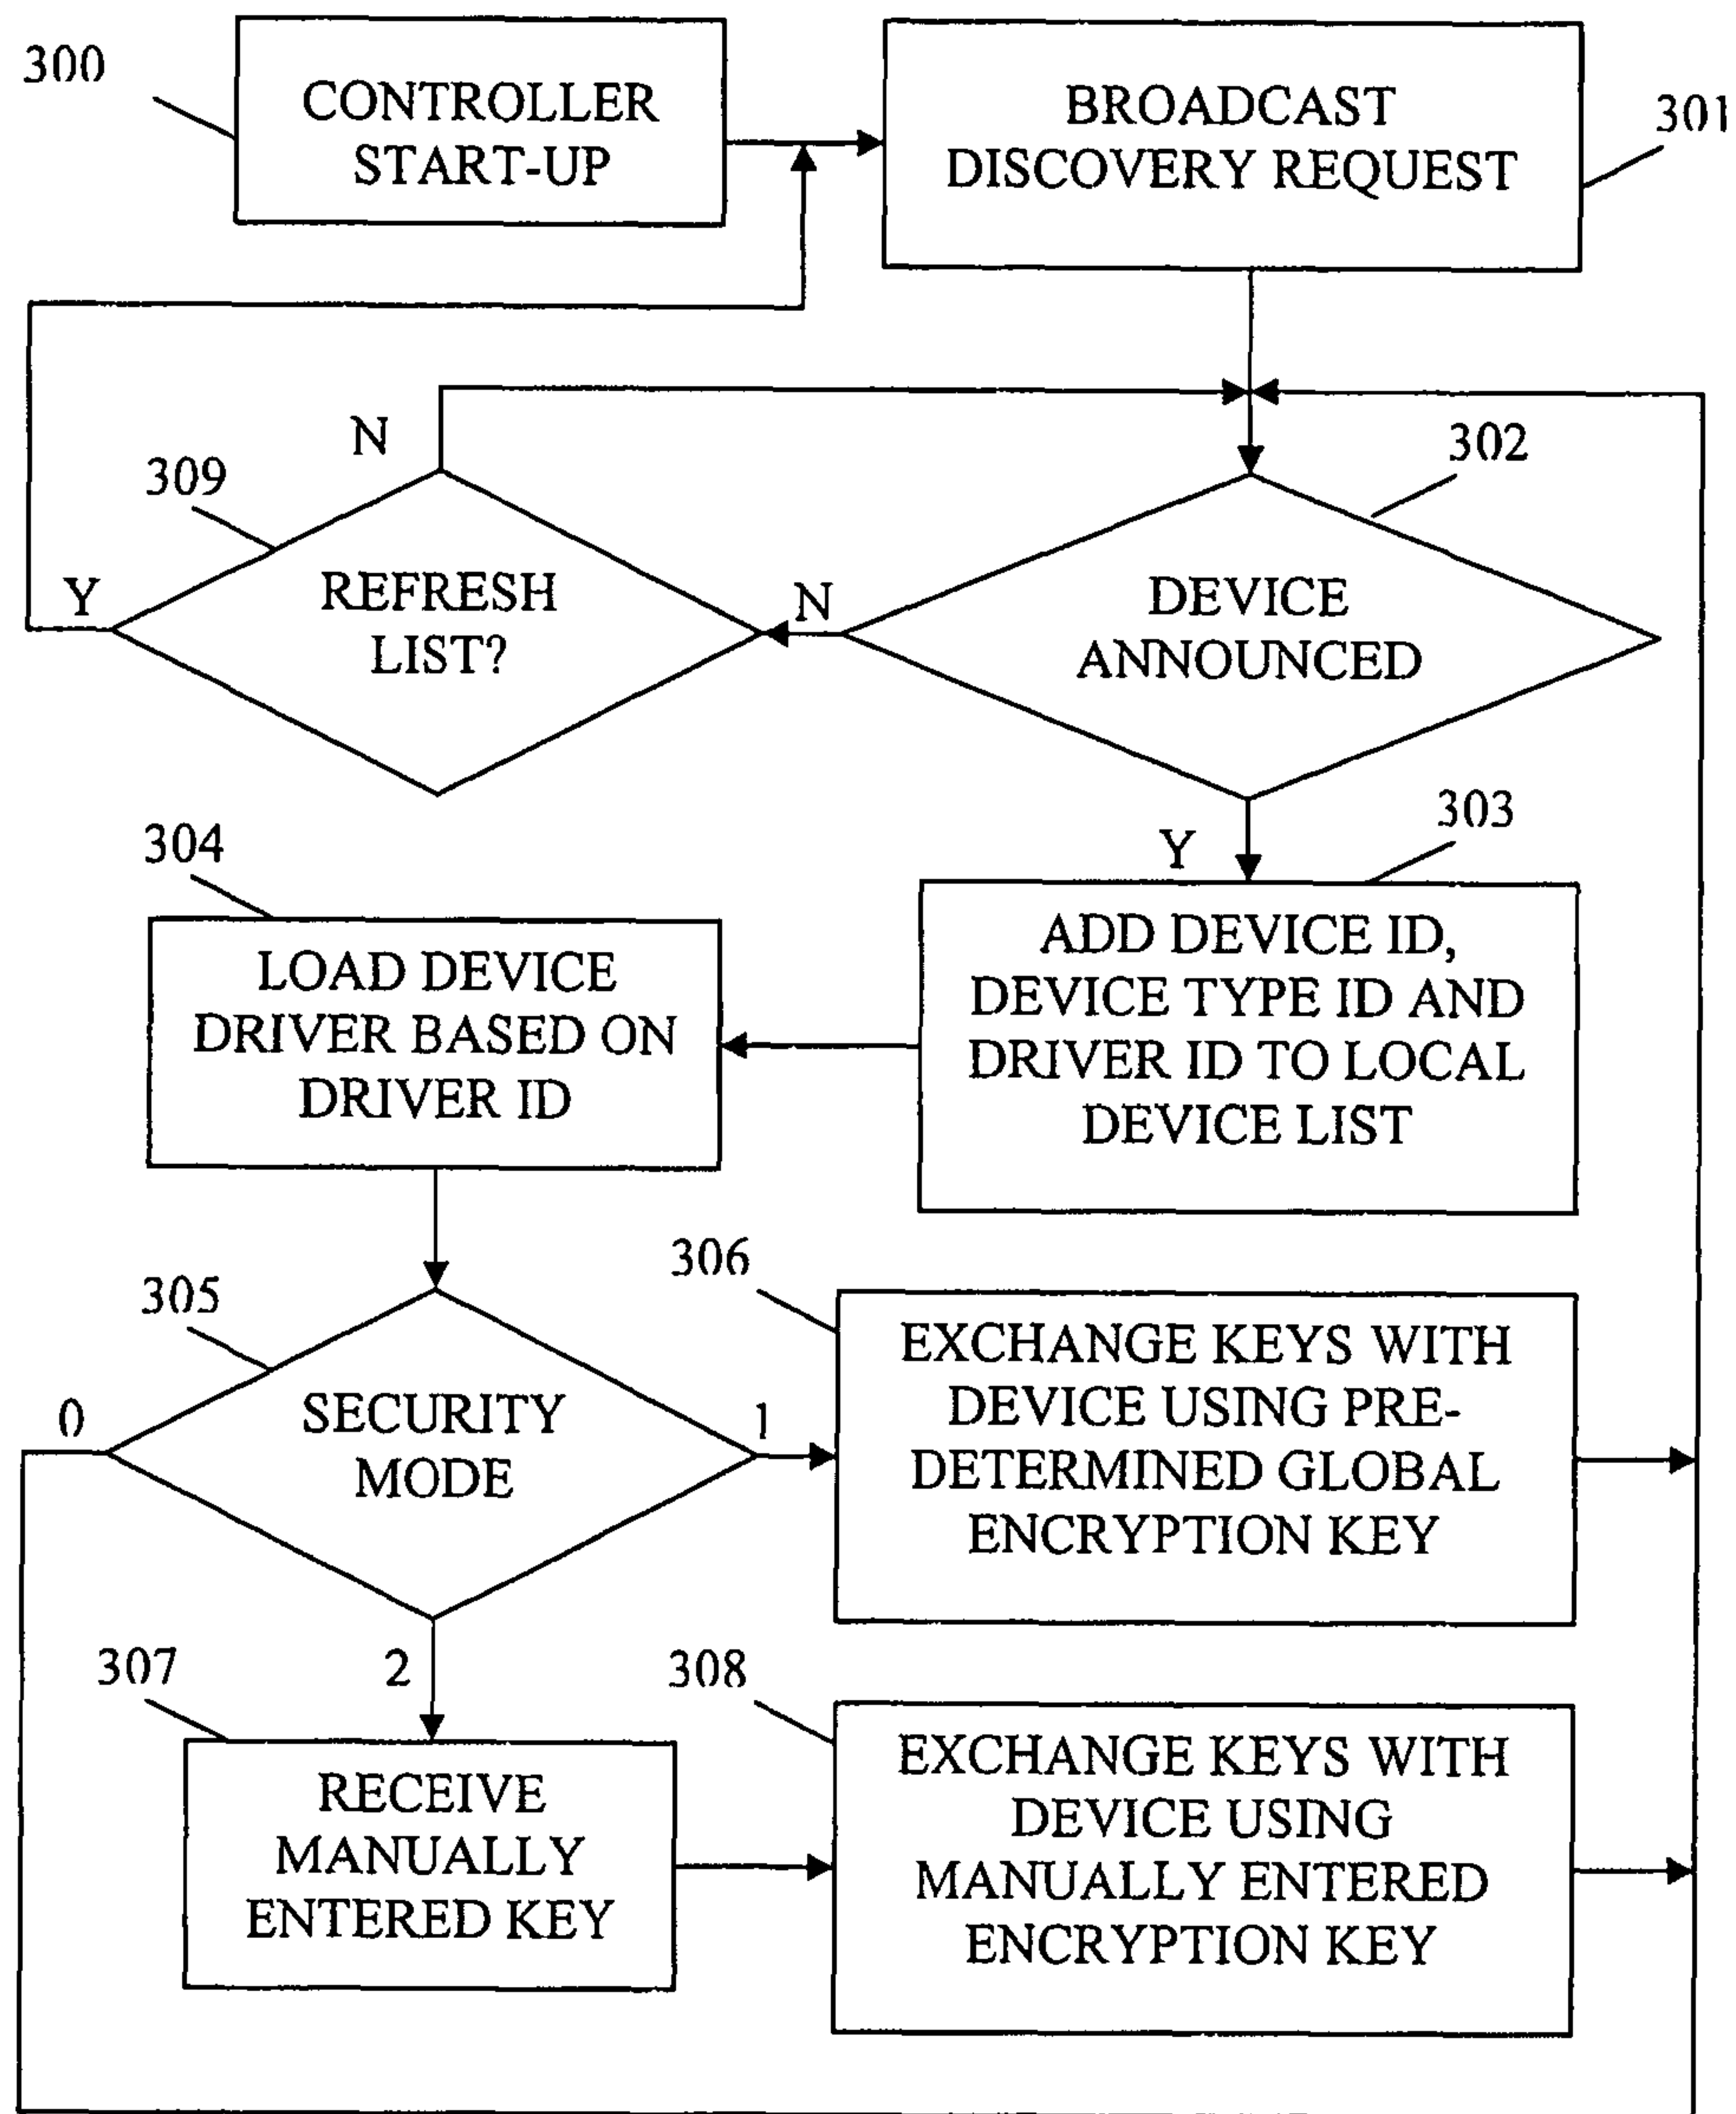 300
CONTROLLER
START-UP
BROADCAST
DISCOVERY REQUEST
301
N
302
309
Y
REFRESH
LIST?
N
DEVICE
ANNOUNCED
Y
303
304
LOAD DEVICE
DRIVER BASED ON
DRIVER ID
ADD DEVICE ID,
DEVICE TYPE ID AND
DRIVER ID TO LOCAL
DEVICE LIST
305
0
SECURITY
MODE
1
306
EXCHANGE KEYS WITH
DEVICE USING PRE-
DETERMINED GLOBAL
ENCRYPTION KEY
2
307
RECEIVE
MANUALLY
ENTERED KEY
308
EXCHANGE KEYS WITH
DEVICE USING
MANUALLY ENTERED
ENCRYPTION KEY